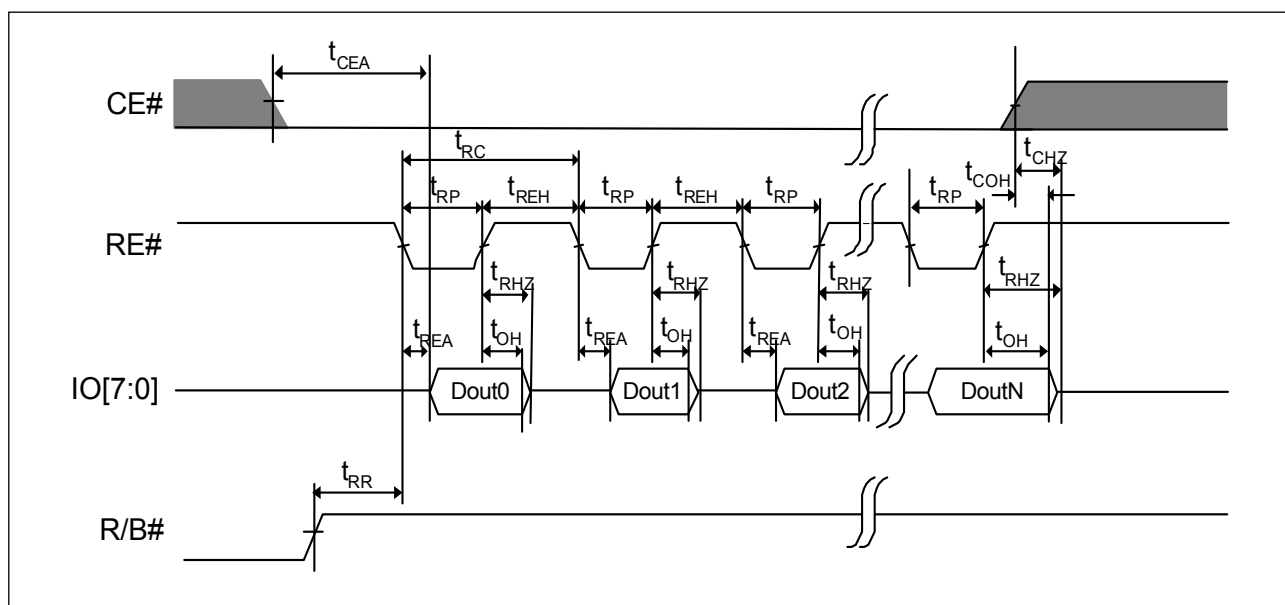 tCEA
CE#
tRC
tCHZ
tCOH
tRP tREH tRP tREH tRP tRP
RE#
tRHZ tRHZ tRHZ tRHZ
tREA tOH tREA tOH tREA tOH tOH
IO[7:0] Dout0 Dout1 Dout2 DoutN
tRR
R/B#